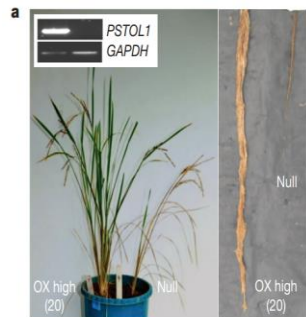 a
PSTOL1
GAPDH
OX high
(20)
Null
Null
OX high
(20)